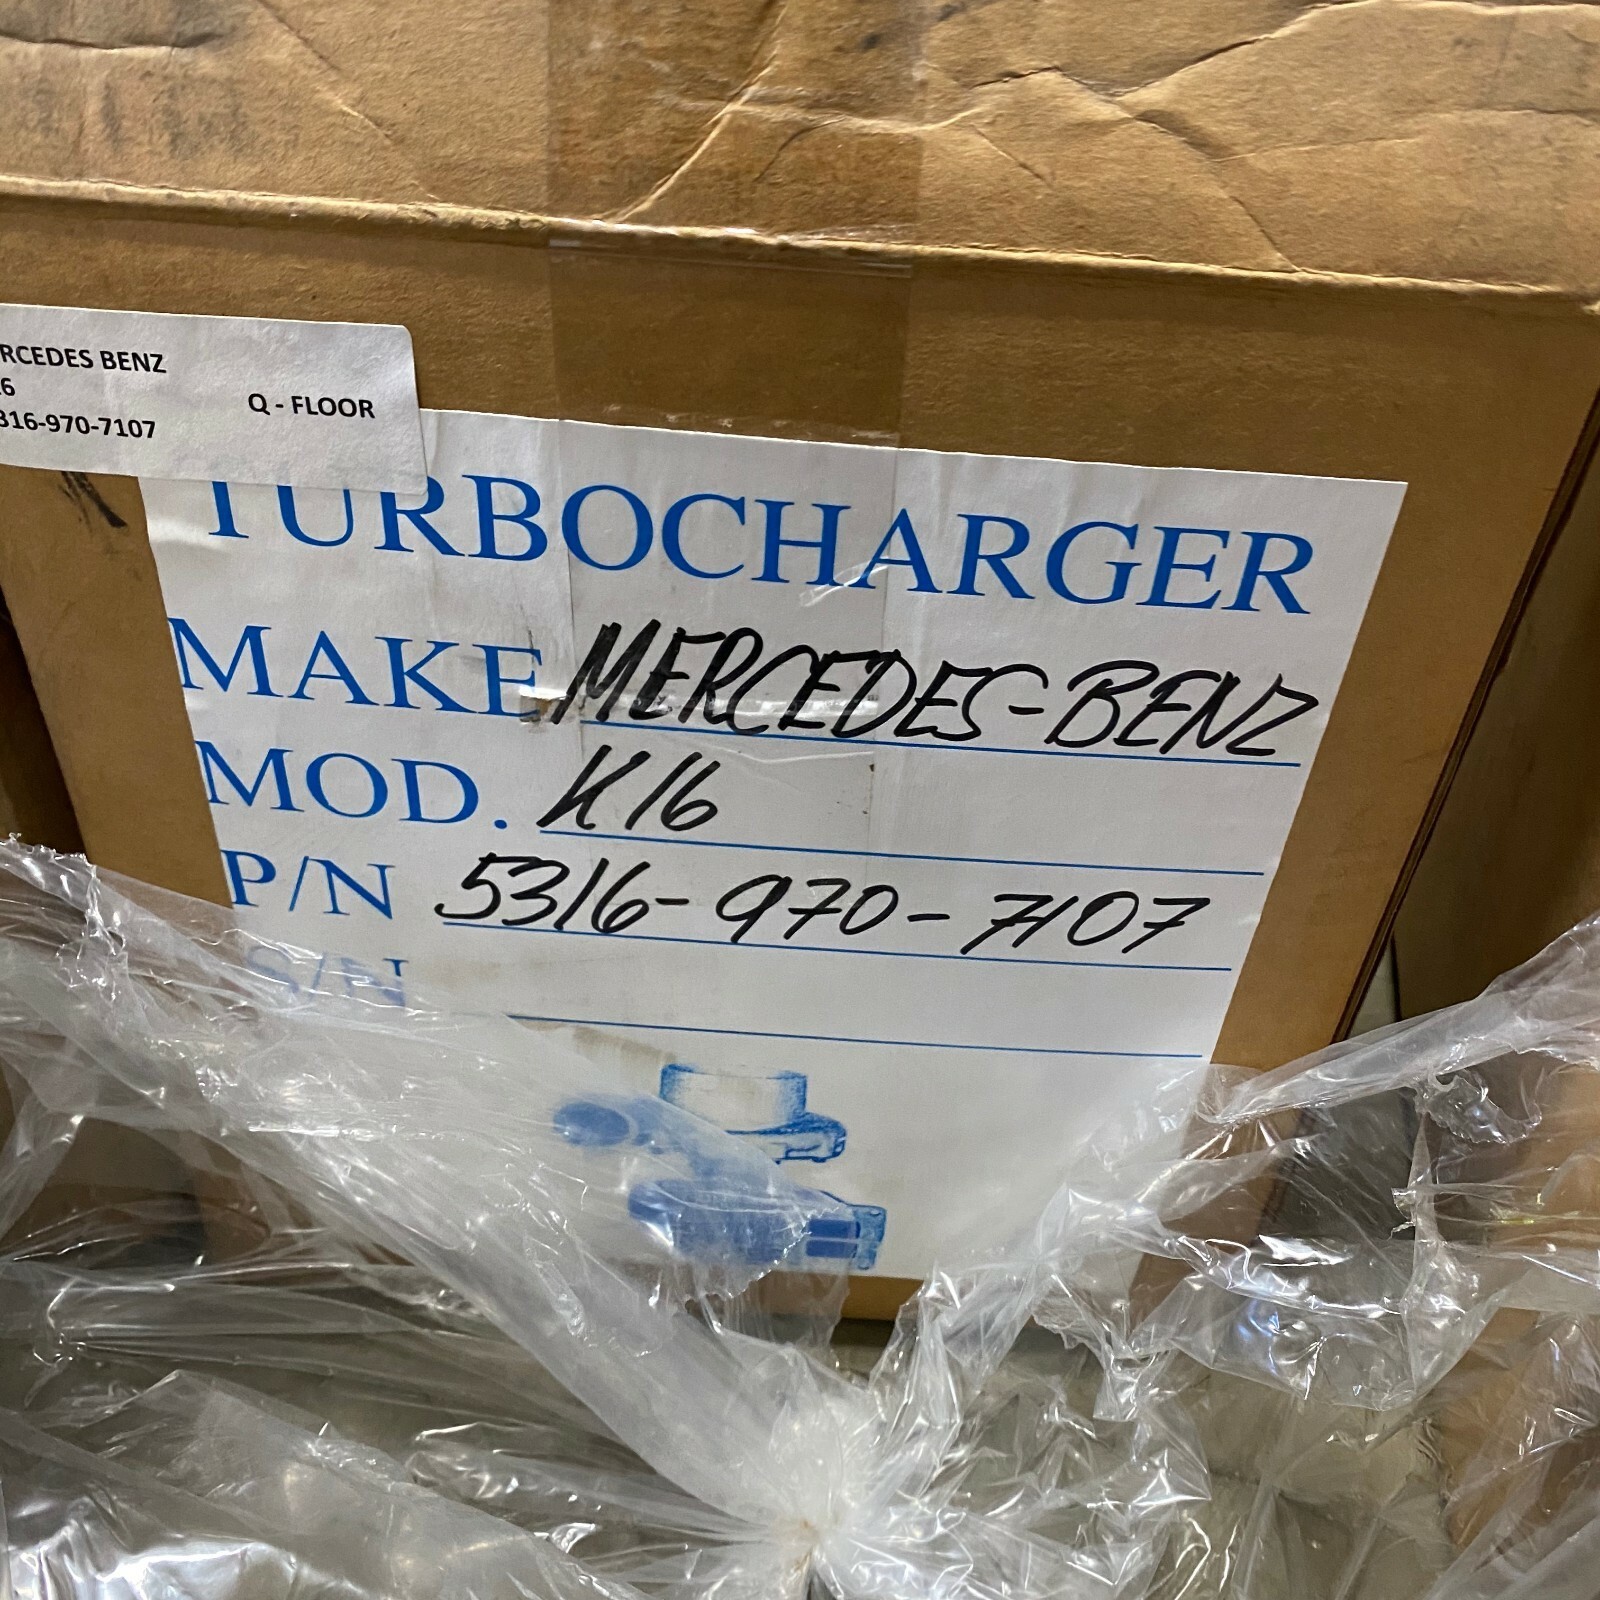 RCEDES BENZ
6
316-970-7107
Q - FLOOR
TURBOCHARGER
MAKE MERCEDES-BENZ
MOD. K16
P/N 5316-970-7107
S/N